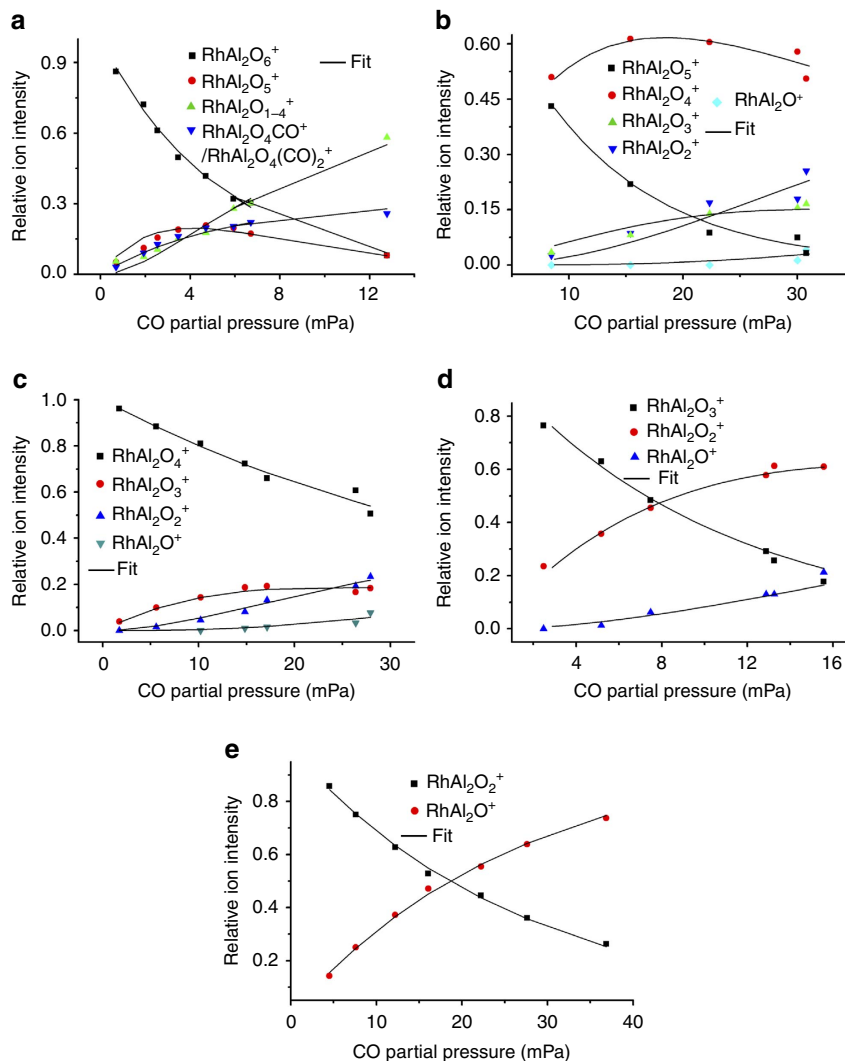 a
Relative ion intensity
0.9
0.6
0.3
0.0
RhAl₂O₆⁺
RhAl₂O₅⁺
RhAl₂O₁₋₄⁺
RhAl₂O₄CO⁺
/RhAl₂O₄(CO)₂⁺
Fit
0 4 8 12
CO partial pressure (mPa)
b
Relative ion intensity
0.60
0.45
0.30
0.15
0.00
RhAl₂O₅⁺
RhAl₂O₄⁺
RhAl₂O₃⁺
RhAl₂O₂⁺
RhAl₂O⁺
Fit
10 20 30
CO partial pressure (mPa)
c
Relative ion intensity
1.0
0.8
0.6
0.4
0.2
0.0
RhAl₂O₄⁺
RhAl₂O₃⁺
RhAl₂O₂⁺
RhAl₂O⁺
Fit
0 10 20 30
CO partial pressure (mPa)
d
Relative ion intensity
0.8
0.6
0.4
0.2
0.0
RhAl₂O₃⁺
RhAl₂O₂⁺
RhAl₂O⁺
Fit
4 8 12 16
CO partial pressure (mPa)
e
Relative ion intensity
0.8
0.6
0.4
0.2
RhAl₂O₂⁺
RhAl₂O⁺
Fit
0 10 20 30 40
CO partial pressure (mPa)